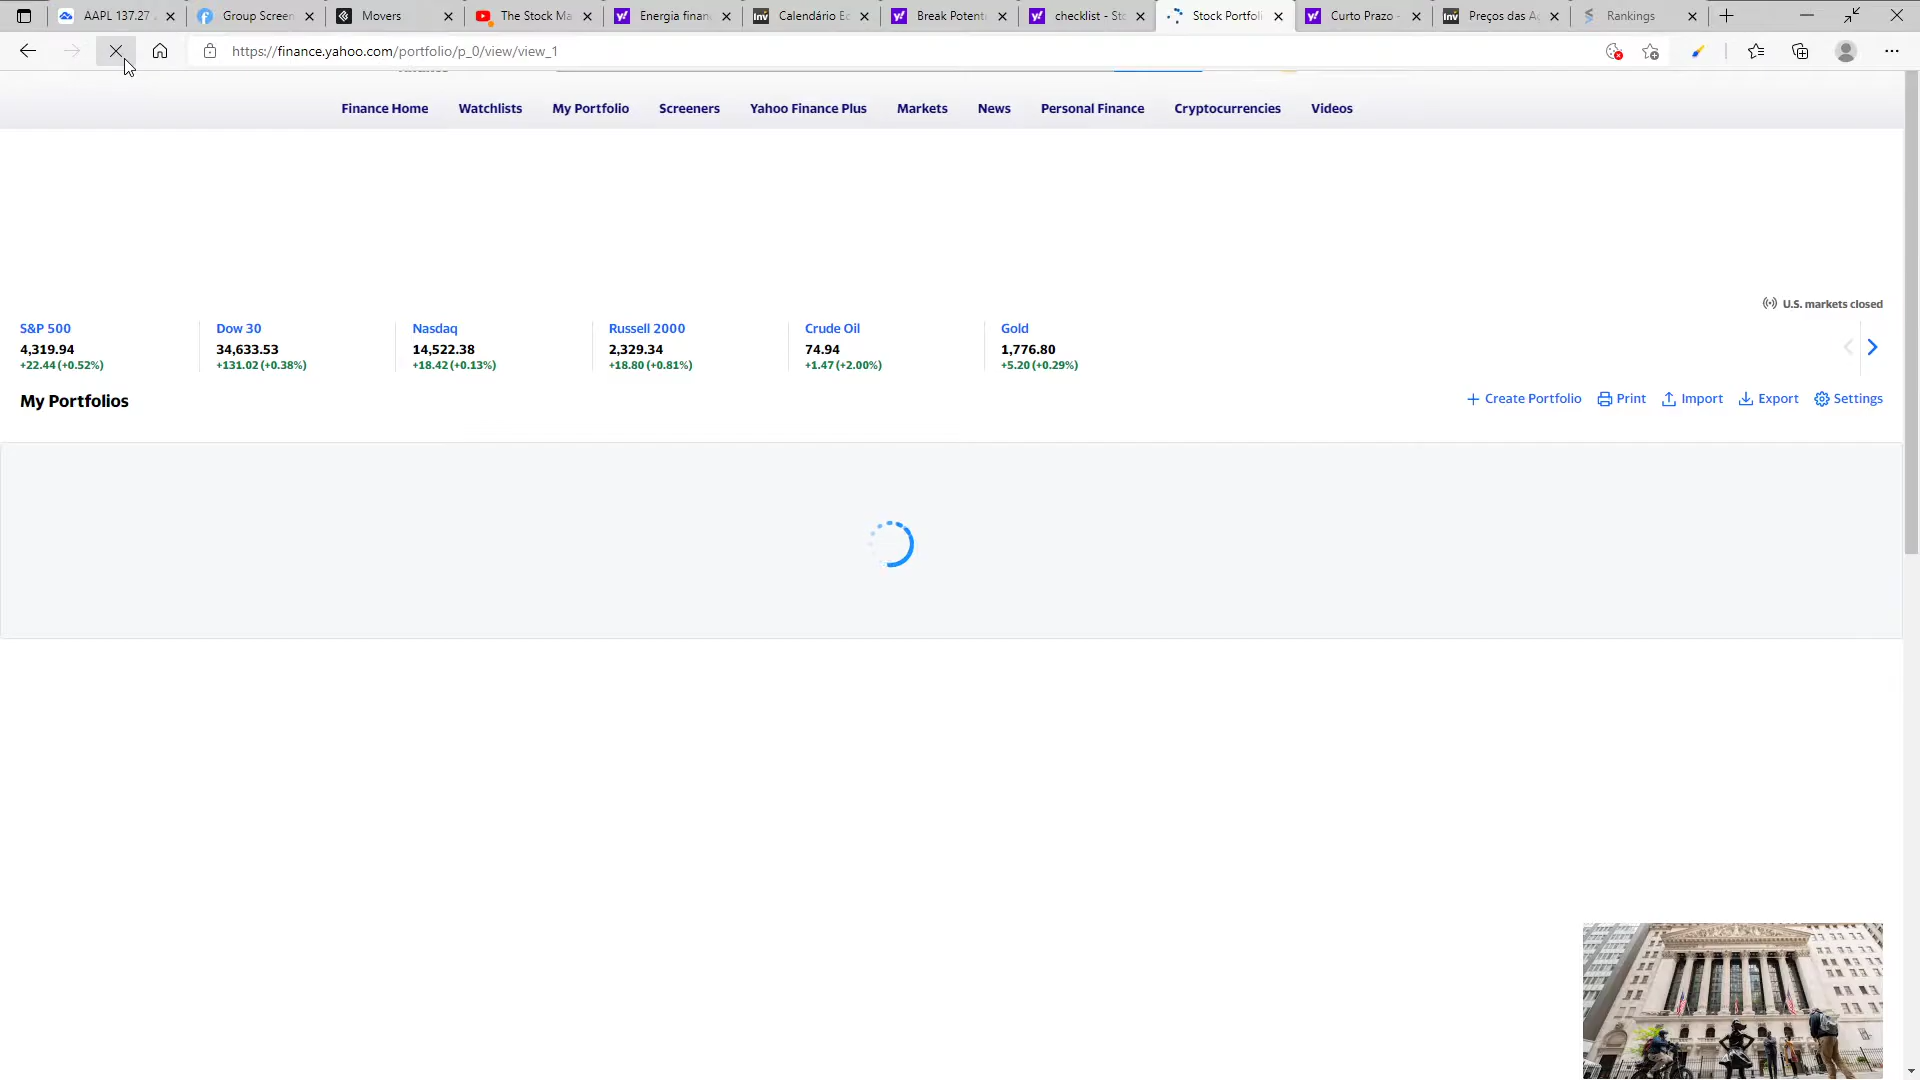 AAPL 137.27
Group Screen
Movers
The Stock Ma
Energia finan
Calendário Ec
Break Potent
checklist - Sto
Stock Portfoli
Curto Prazo -
Preços das A
Rankings
https://finance.yahoo.com/portfolio/p_0/view/view_1
Finance Home Watchlists My Portfolio Screeners Yahoo Finance Plus Markets News Personal Finance Cryptocurrencies Videos
U.S. markets closed
S&P 500
4,319.94
+22.44 (+0.52%)
Dow 30
34,633.53
+131.02 (+0.38%)
Nasdaq
14,522.38
+18.42 (+0.13%)
Russell 2000
2,329.34
+18.80 (+0.81%)
Crude Oil
74.94
+1.47 (+2.00%)
Gold
1,776.80
+5.20 (+0.29%)
My Portfolios
Create Portfolio Print Import Export Settings